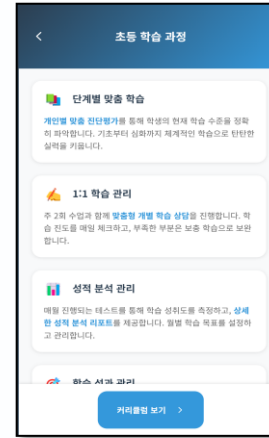 초등 학습 과정
단계별 맞춤 학습
개인별 맞춤 진단평가를 통해 학생의 현재 학습 수준을 정확
히 파악합니다. 기초부터 심화까지 체계적인 학습으로 탄탄한
실력을 키웁니다.
1:1 학습 관리
주 2회 수업과 함께 맞춤형 개별 학습 상담을 진행합니다. 학
습 진도를 매일 체크하고, 부족한 부분은 보충 학습으로 보완
합니다.
성적 분석 관리
매월 진행되는 테스트를 통해 학습 성취도를 측정하고, 상세
한 성적 분석 리포트를 제공합니다. 월별 학습 목표를 설정하
고 관리합니다.
학습 성과 관리
커리큘럼 보기